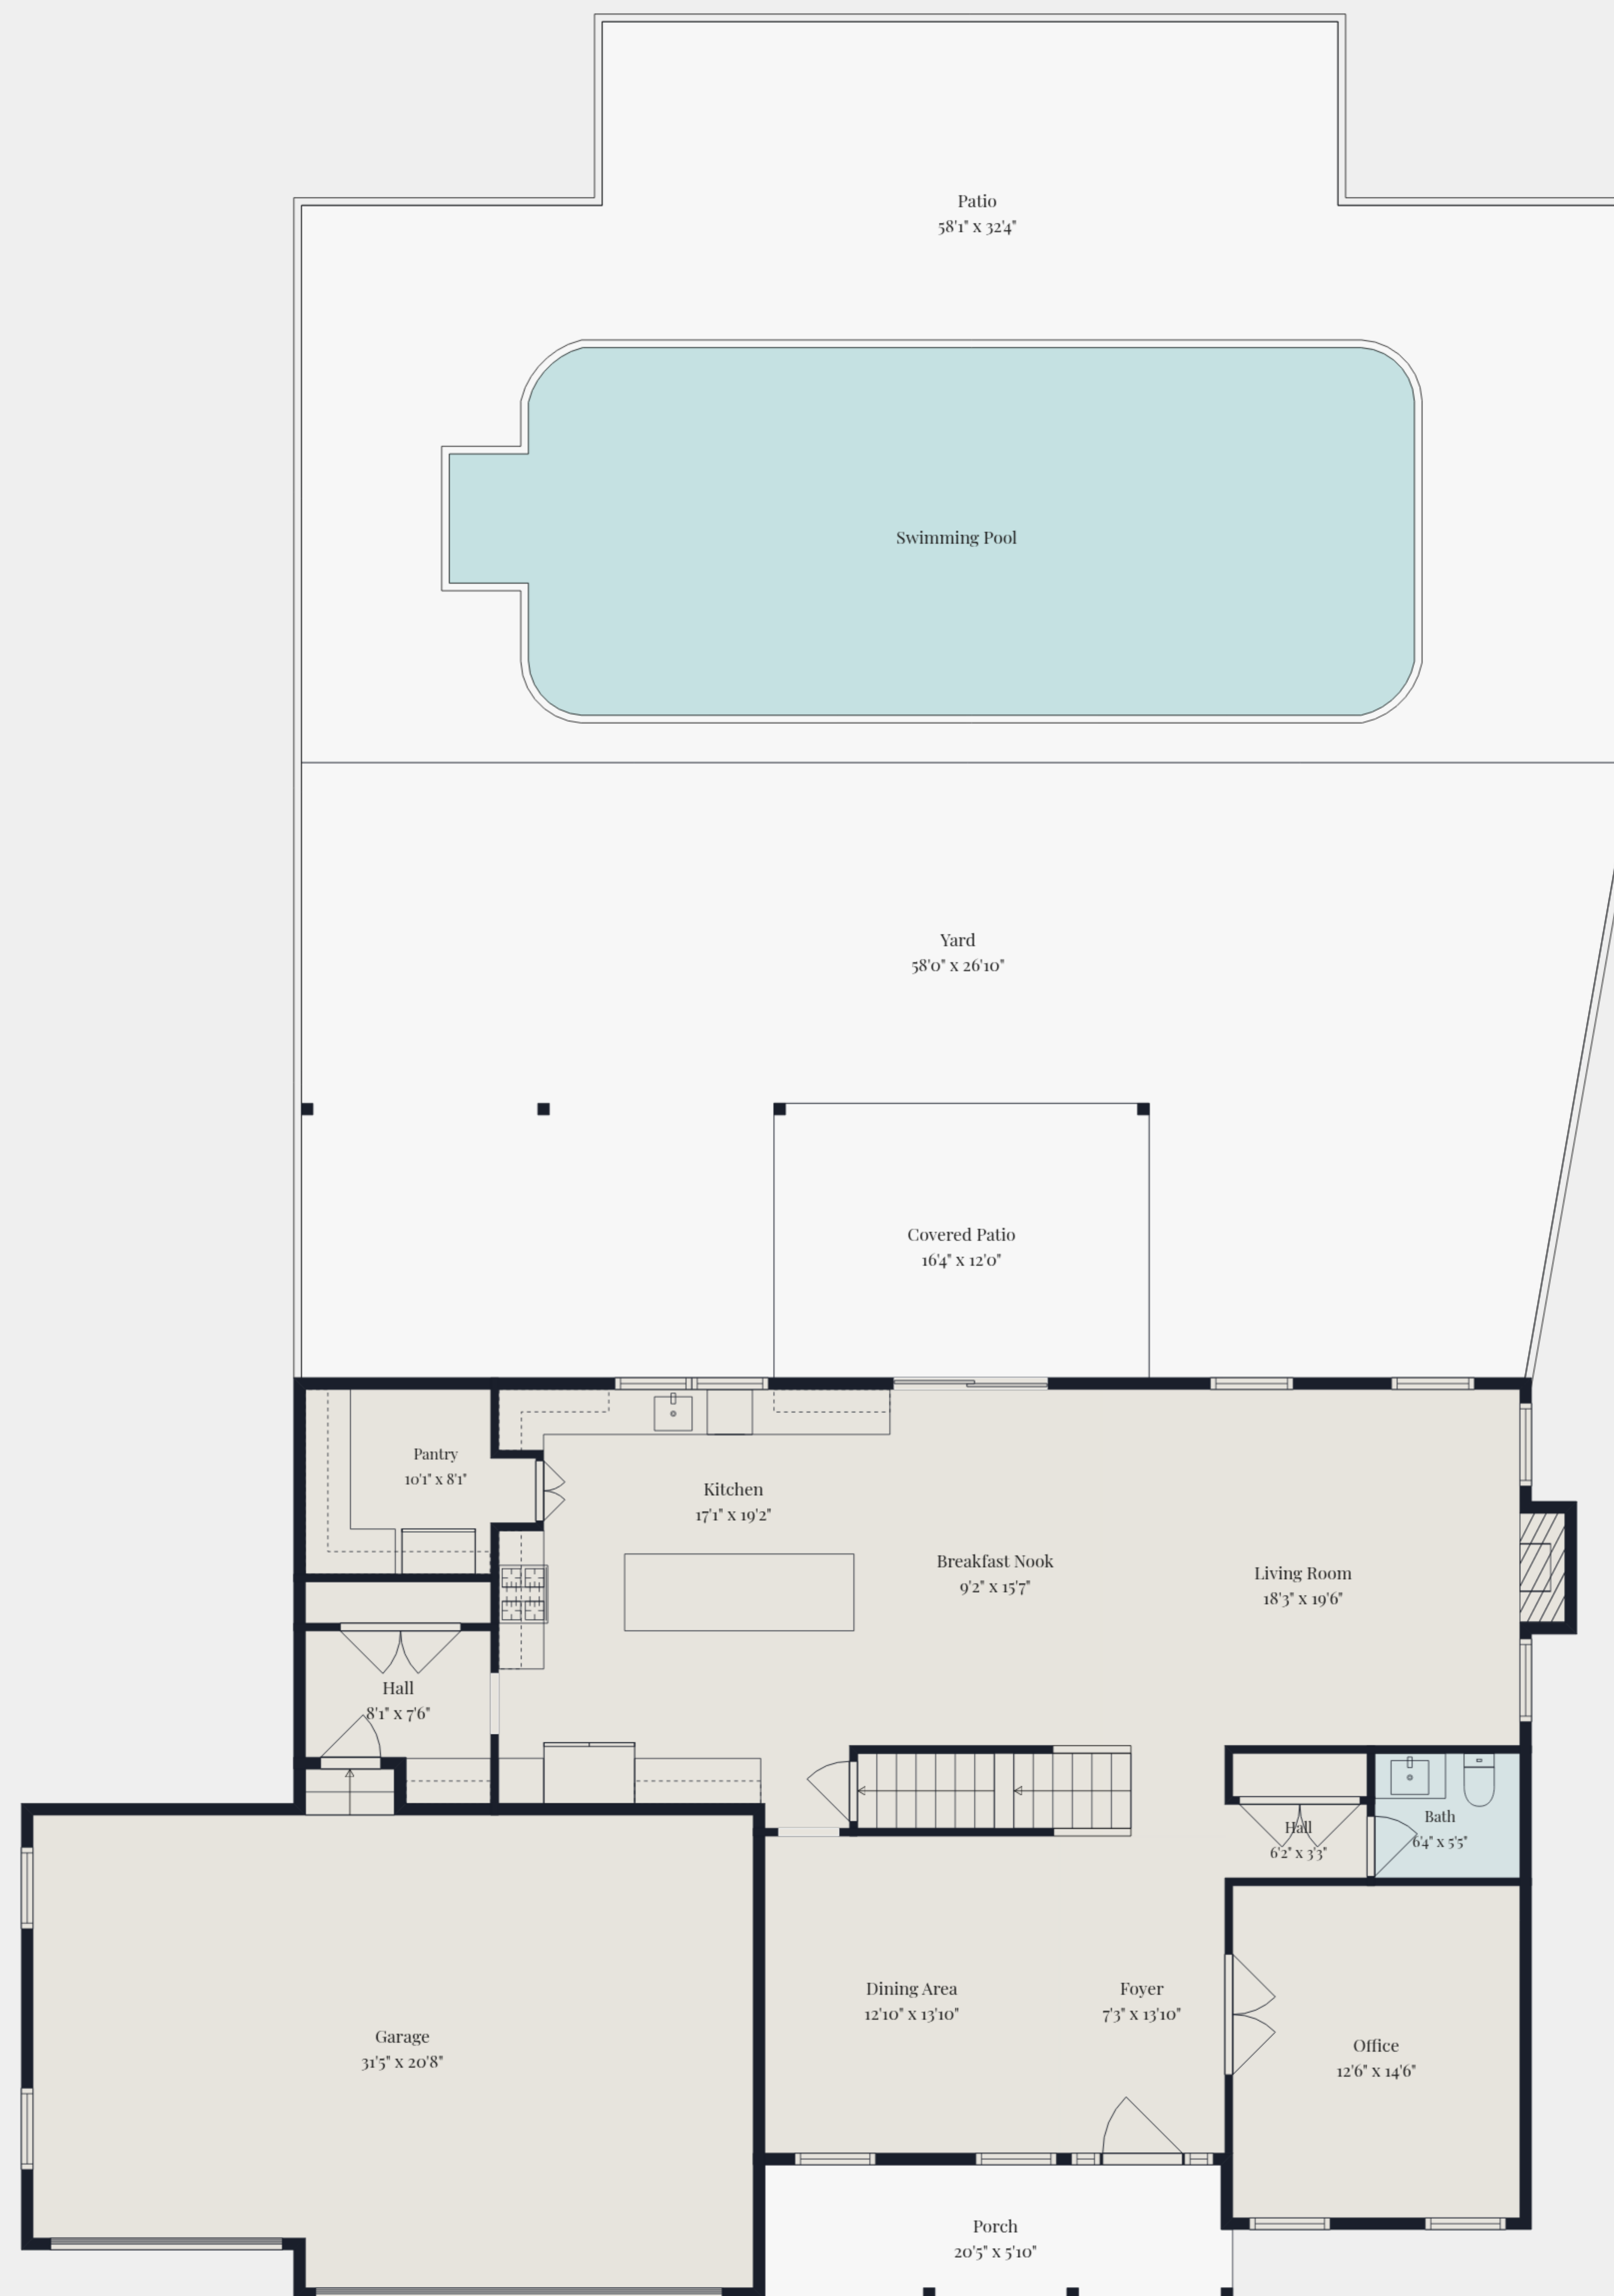 Patio
58'1" x 32'4"
Swimming Pool
Yard
58'0" x 26'10"
Covered Patio
16'4" x 12'0"
Pantry
10'1" x 8'1"
Kitchen
17'1" x 19'2"
Breakfast Nook
9'2" x 15'7"
Living Room
18'3" x 19'6"
Hall
8'1" x 7'6"
Bath
6'4" x 5'5"
Hall
6'2" x 3'3"
Dining Area
12'10" x 13'10"
Foyer
7'3" x 13'10"
Garage
31'5" x 20'8"
Office
12'6" x 14'6"
Porch
20'5" x 5'10"